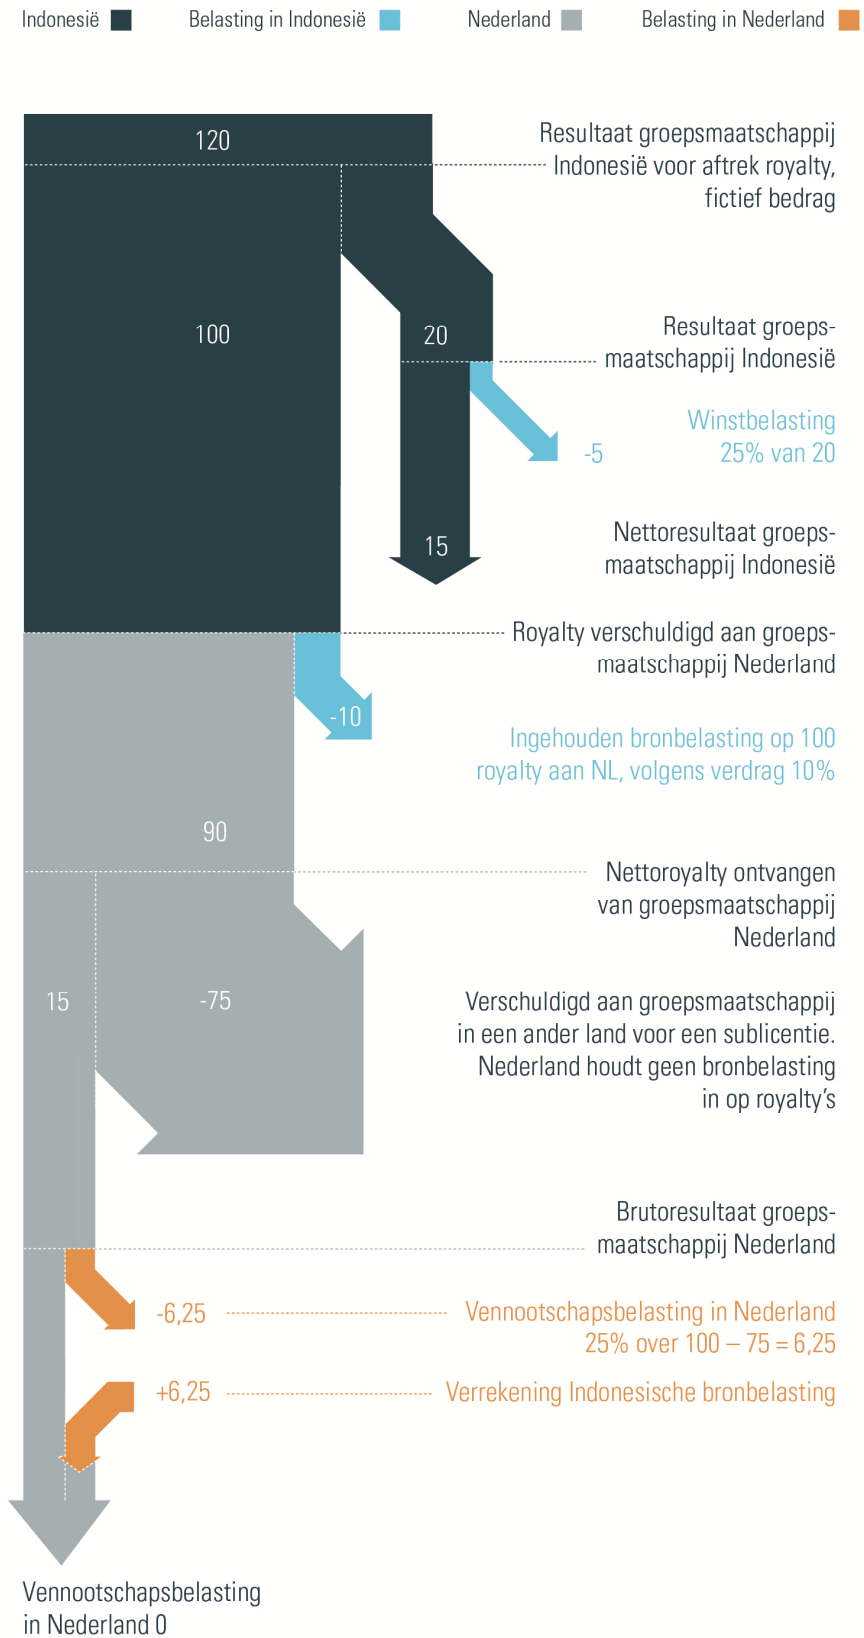 Indonesië
Belasting in Indonesië
Nederland
Belasting in Nederland
120
Resultaat groepsmaatschappij
Indonesië voor aftrek royalty,
fictief bedrag
100
20
Resultaat groeps-
maatschappij Indonesië
-5
Winstbelasting
25% van 20
15
Nettoresultaat groeps-
maatschappij Indonesië
Royalty verschuldigd aan groeps-
maatschappij Nederland
-10
Ingehouden bronbelasting op 100
royalty aan NL, volgens verdrag 10%
90
Nettoroyalty ontvangen
van groepsmaatschappij
Nederland
15
-75
Verschuldigd aan groepsmaatschappij
in een ander land voor een sublicentie.
Nederland houdt geen bronbelasting
in op royalty’s
Brutoresultaat groeps-
maatschappij Nederland
-6,25
Vennootschapsbelasting in Nederland
25% over 100 – 75 = 6,25
+6,25
Verrekening Indonesische bronbelasting
Vennootschapsbelasting
in Nederland 0